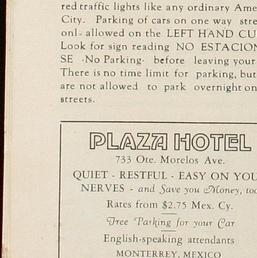 red traffic lights like any ordinary Ame
City. Parking of cars on one way stre
onl- allowed on the LEFT HAND CU
Look for sign reading NO ESTACION
SE -No Parking- before leaving your
There is no time limit for parking, but
are not allowed to park overnight on
streets.
PLAZA HOTEL
733 Ote. Morelos Ave.
QUIET - RESTFUL - EASY ON YOU
NERVES - and Save you Money, too
Rates from $2.75 Mex. Cy.
Free Parking for your Car
English-speaking attendants
MONTERREY, MEXICO